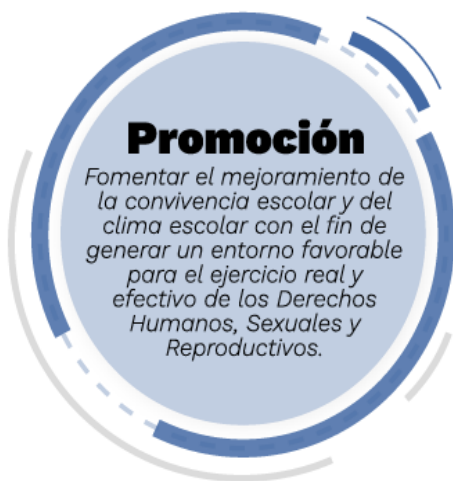 Promoción
Fomentar el mejoramiento de
la convivencia escolar y del
clima escolar con el fin de
generar un entorno favorable
para el ejercicio real y
efectivo de los Derechos
Humanos, Sexuales y
Reproductivos.